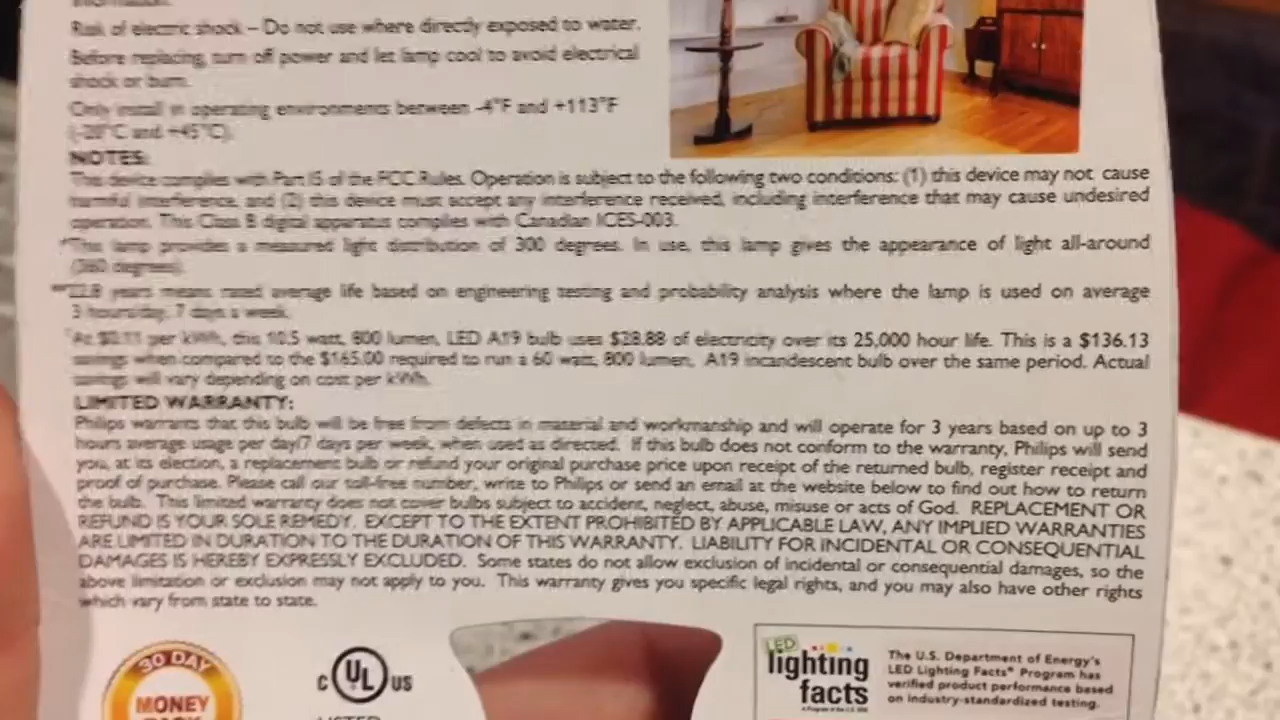 Risk of electric shock – Do not use where directly exposed to water.
Before replacing, turn off power and let lamp cool to avoid electrical
shock or burn.
Only install in operating environments between -4°F and +113°F
(-20°C and +45°C).
NOTES:
This device complies with Part 15 of the FCC Rules. Operation is subject to the following two conditions: (1) this device may not cause
harmful interference, and (2) this device must accept any interference received, including interference that may cause undesired
operation. This Class B digital apparatus complies with Canadian ICES-003.
*This lamp provides a measured light distribution of 300 degrees. In use, this lamp gives the appearance of light all-around
(360 degrees).
**22.8 years means rated average life based on engineering testing and probability analysis where the lamp is used on average
3 hours/day, 7 days a week.
At $0.11 per kWh, this 10.5 watt, 800 lumen, LED A19 bulb uses $28.88 of electricity over its 25,000 hour life. This is a $136.13
savings when compared to the $165.00 required to run a 60 watt, 800 lumen, A19 incandescent bulb over the same period. Actual
savings will vary depending on cost per kWh.
LIMITED WARRANTY:
Philips warrants that this bulb will be free from defects in material and workmanship and will operate for 3 years based on up to 3
hours average usage per day/7 days per week, when used as directed. If this bulb does not conform to the warranty, Philips will send
you, at its election, a replacement bulb or refund your original purchase price upon receipt of the returned bulb, register receipt and
proof of purchase. Please call our toll-free number, write to Philips or send an email at the website below to find out how to return
the bulb. This limited warranty does not cover bulbs subject to accident, neglect, abuse, misuse or acts of God. REPLACEMENT OR
REFUND IS YOUR SOLE REMEDY. EXCEPT TO THE EXTENT PROHIBITED BY APPLICABLE LAW, ANY IMPLIED WARRANTIES
ARE LIMITED IN DURATION TO THE DURATION OF THIS WARRANTY. LIABILITY FOR INCIDENTAL OR CONSEQUENTIAL
DAMAGES IS HEREBY EXPRESSLY EXCLUDED. Some states do not allow exclusion of incidental or consequential damages, so the
above limitation or exclusion may not apply to you. This warranty gives you specific legal rights, and you may also have other rights
which vary from state to state.
30 DAY
MONEY
C UL US
LISTED
LED
lighting
facts
The U.S. Department of Energy's
LED Lighting Facts® Program has
verified product performance based
on industry-standardized testing.